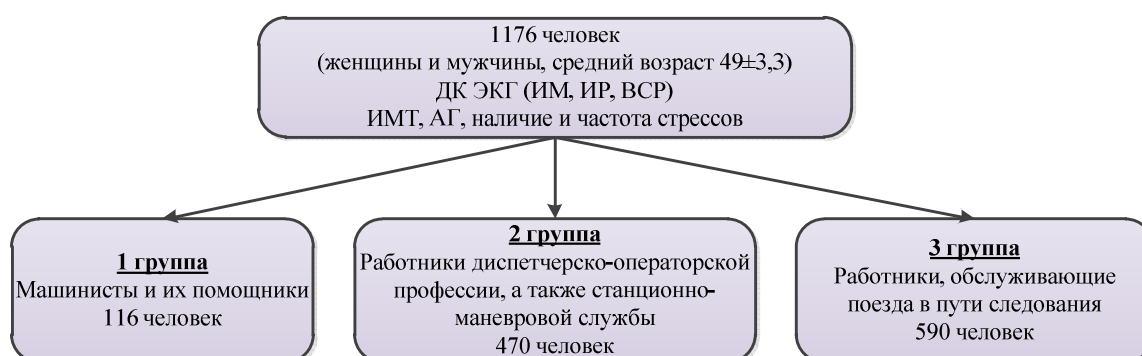 1176 человек
(женщины и мужчины, средний возраст 49±3,3)
ДК ЭКГ (ИМ, ИР, ВСР)
ИМТ, АГ, наличие и частота стрессов
1 группа
Машинисты и их помощники
116 человек
2 группа
Работники диспетчерско-операторской
профессии, а также станционно-
маневровой службы
470 человек
3 группа
Работники, обслуживающие
поезда в пути следования
590 человек